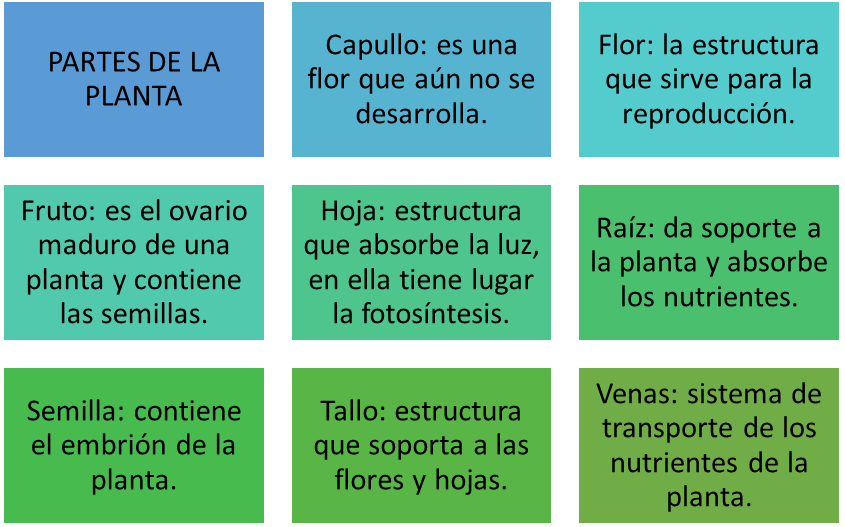 PARTES DE LA
PLANTA
Capullo: es una
flor que aún no se
desarrolla.
Flor: la estructura
que sirve para la
reproducción.
Fruto: es el ovario
maduro de una
planta y contiene
las semillas.
Hoja: estructura
que absorbe la luz,
en ella tiene lugar
la fotosíntesis.
Raíz: da soporte a
la planta y absorbe
los nutrientes.
Semilla: contiene
el embrión de la
planta.
Tallo: estructura
que soporta a las
flores y hojas.
Venas: sistema de
transporte de los
nutrientes de la
planta.